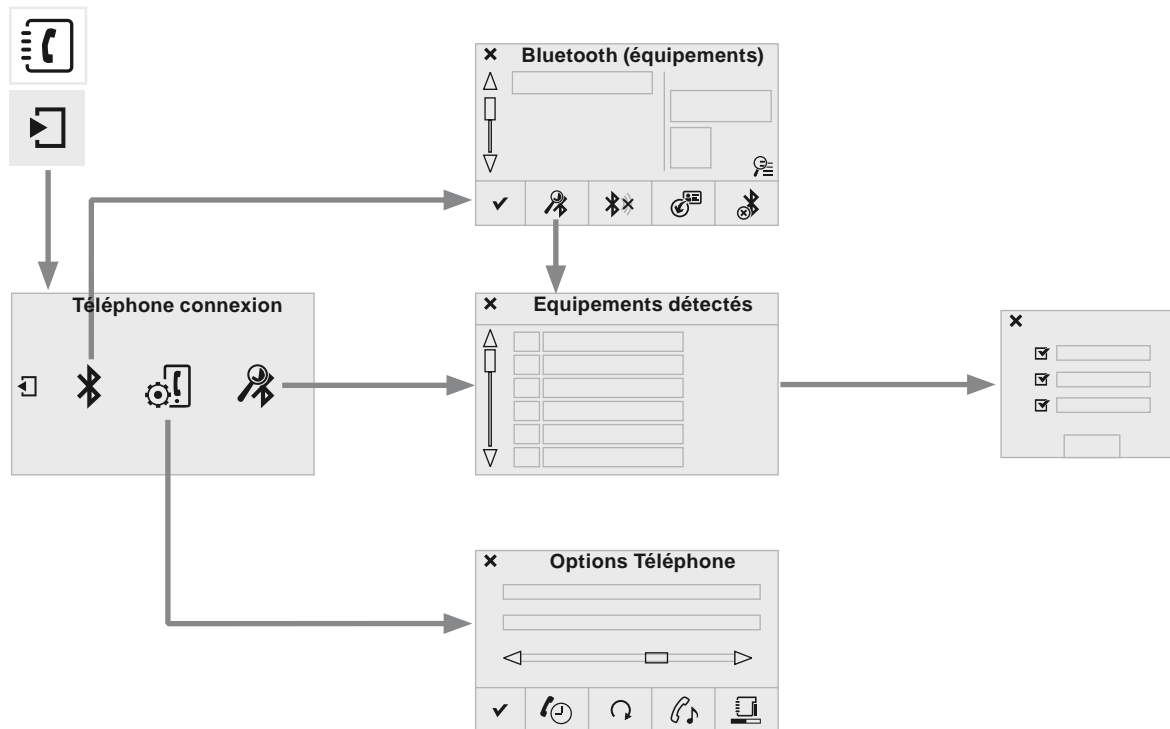 Bluetooth (équipements)
Téléphone connexion
Equipements détectés
Options Téléphone